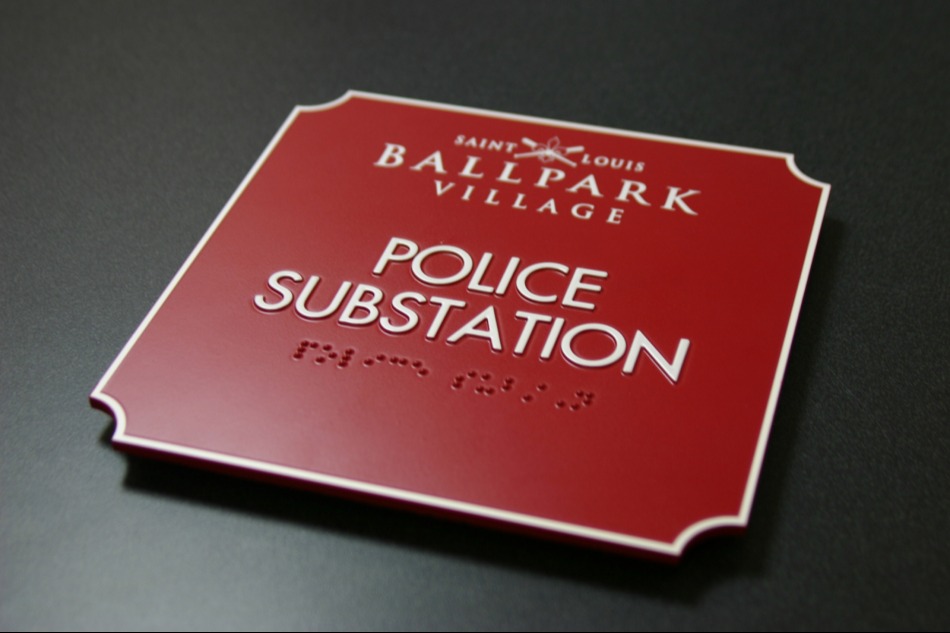 SAINT LOUIS
BALLPARK
VILLAGE
POLICE
SUBSTATION